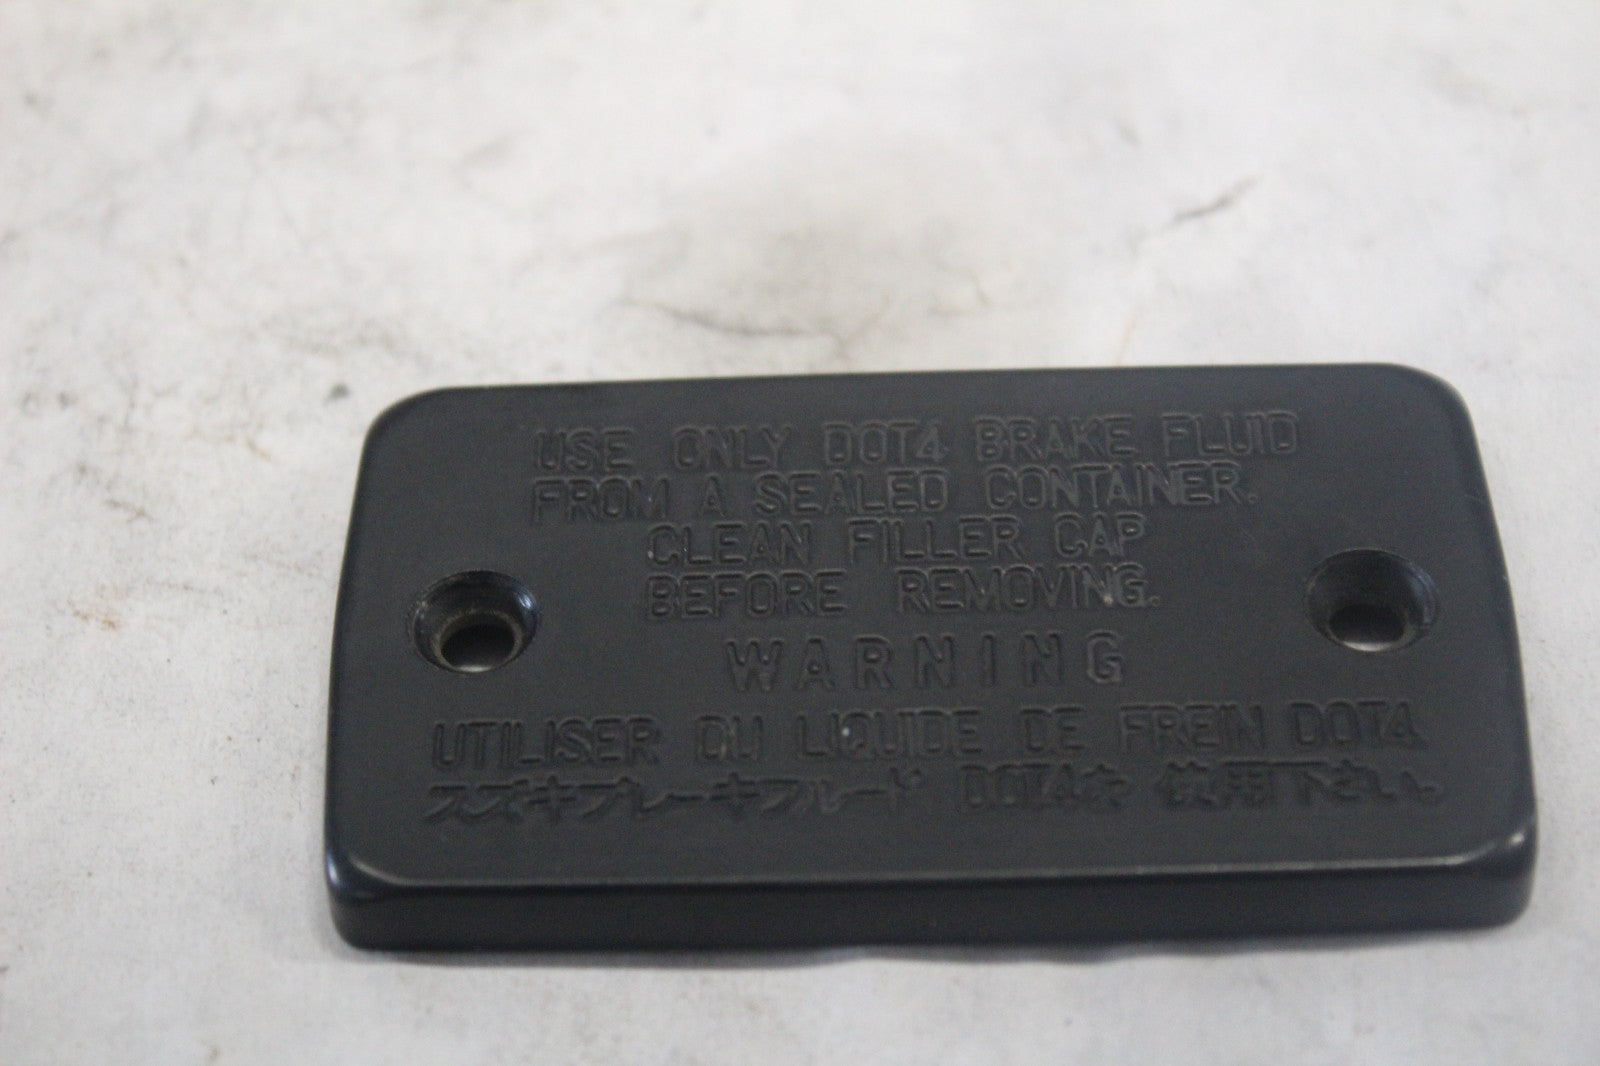 USE ONLY DOT4 BRAKE FLUID
FROM A SEALED CONTAINER.
CLEAN FILLER CAP
BEFORE REMOVING.
WARNING
UTILISER DU LIQUIDE DE FREIN DOT4
スズキブレーキフルード DOT4を 使用下さい。